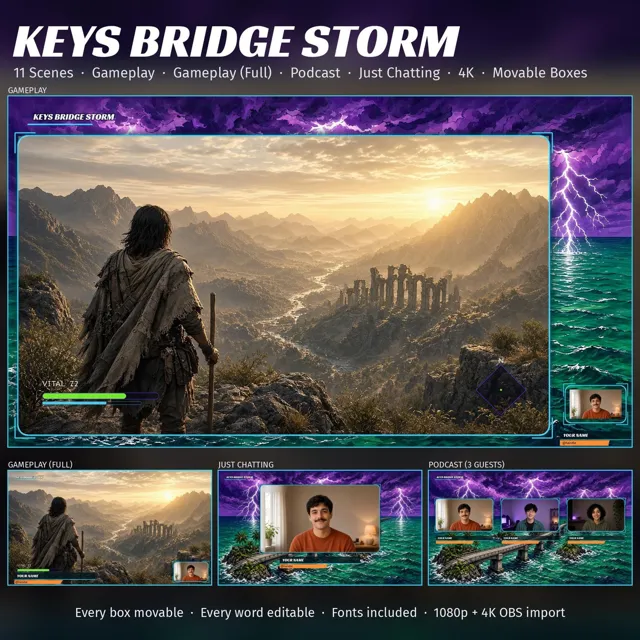 KEYS BRIDGE STORM
11 Scenes · Gameplay · Gameplay (Full) · Podcast · Just Chatting · 4K · Movable Boxes
GAMEPLAY
KEYS BRIDGE STORM
VITAL
YOUR NAME
GAMEPLAY (FULL)
JUST CHATTING
PODCAST (3 GUESTS)
YOUR NAME
YOUR NAME
Every box movable · Every word editable · Fonts included · 1080p + 4K OBS import